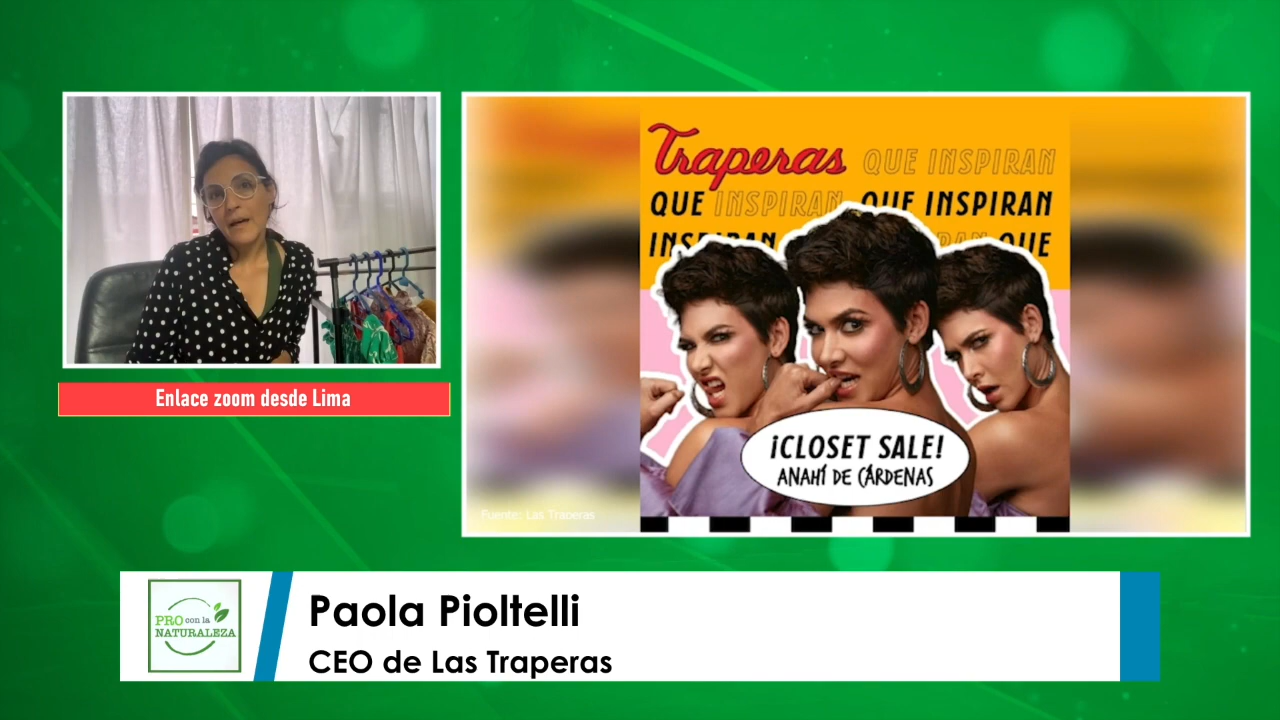 Traperas QUE INSPIRAN
QUE INSPIRAN QUE INSPIRAN
INSPIRAN QUE
¡CLOSET SALE!
ANAHÍ DE CÁRDENAS
Fuente: Las Traperas
Enlace zoom desde Lima
PRO con la
NATURALEZA
Paola Pioltelli
CEO de Las Traperas